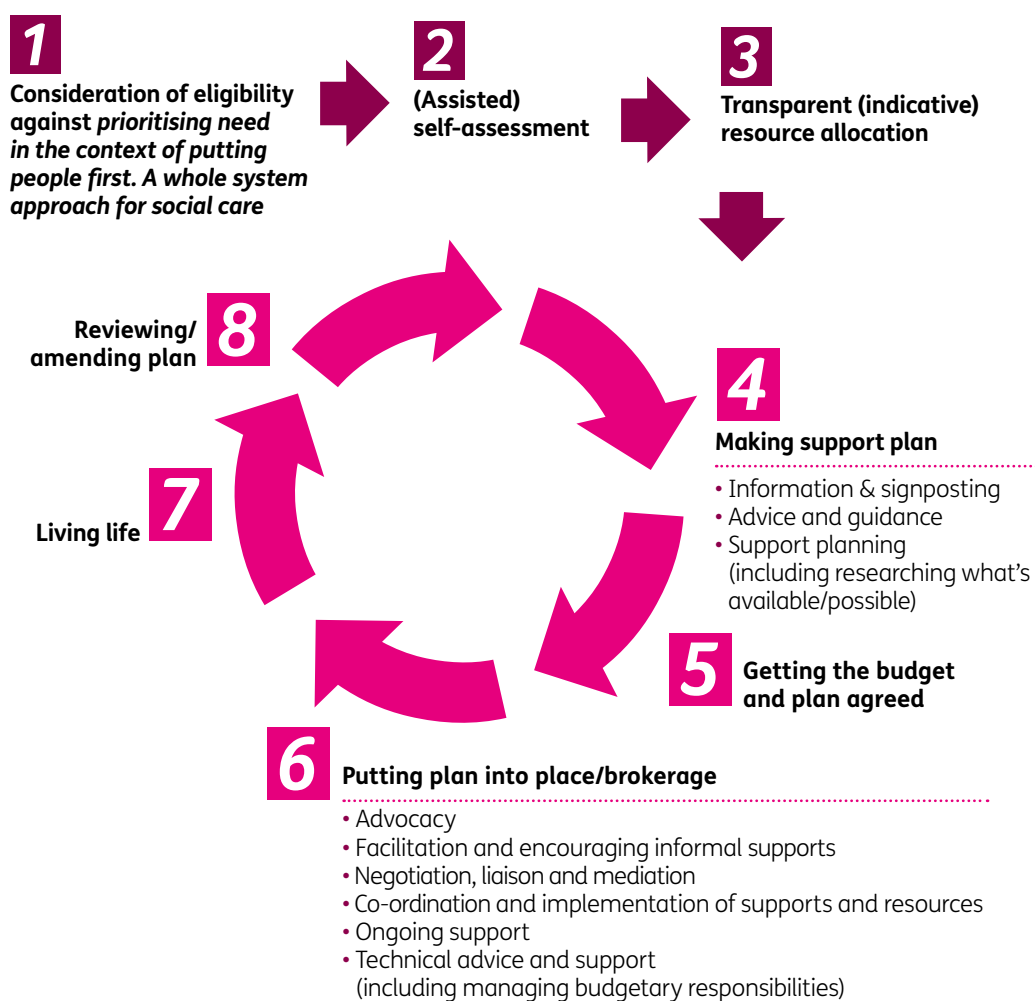 1
Consideration of eligibility
against prioritising need
in the context of putting
people first. A whole system
approach for social care
2
(Assisted)
self-assessment
3
Transparent (indicative)
resource allocation
4
Making support plan
• Information & signposting
• Advice and guidance
• Support planning
(including researching what's
available/possible)
5
Getting the budget
and plan agreed
6
Putting plan into place/brokerage
• Advocacy
• Facilitation and encouraging informal supports
• Negotiation, liaison and mediation
• Co-ordination and implementation of supports and resources
• Ongoing support
• Technical advice and support
(including managing budgetary responsibilities)
7
Living life
8
Reviewing/
amending plan